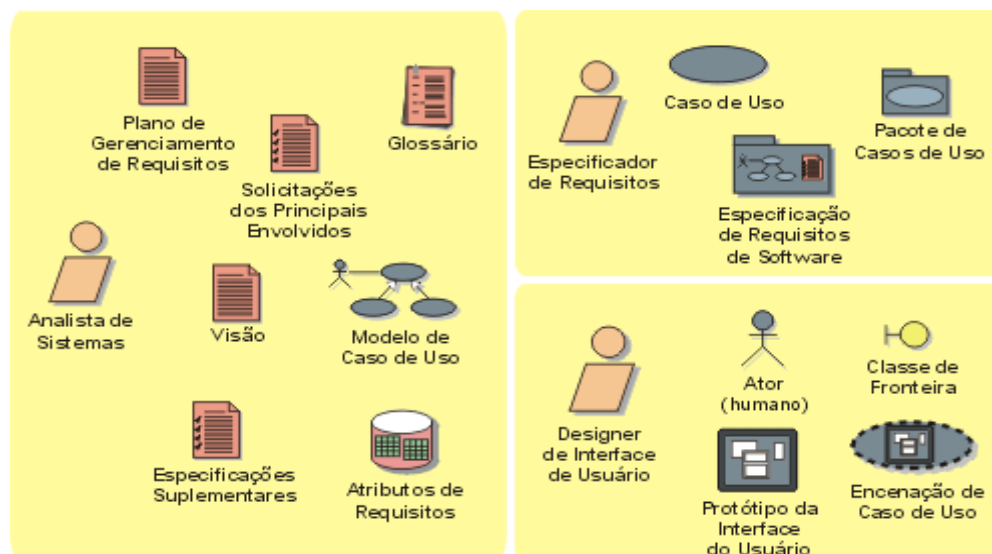 Plano de
Gerenciamento
de Requisitos
Solicitações
dos Principais
Envolvidos
Glossário
Analista de
Sistemas
Visão
Modelo de
Caso de Uso
Especificações
Suplementares
Atributos de
Requisitos
Especificador
de Requisitos
Caso de Uso
Pacote de
Casos de Uso
Especificação
de Requisitos
de Software
Designer
de Interface
de Usuário
Ator
(humano)
Classe de
Fronteira
Protótipo da
Interface
do Usuário
Encenação de
Caso de Uso